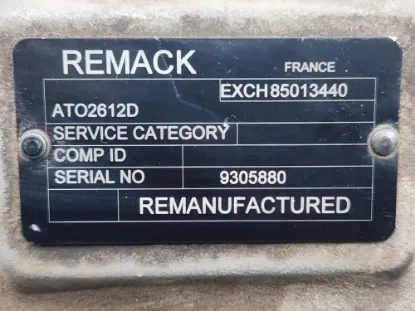 REMACK FRANCE
EXCH 85013440
ATO2612D
SERVICE CATEGORY
COMP ID
SERIAL NO 9305880
REMANUFACTURED